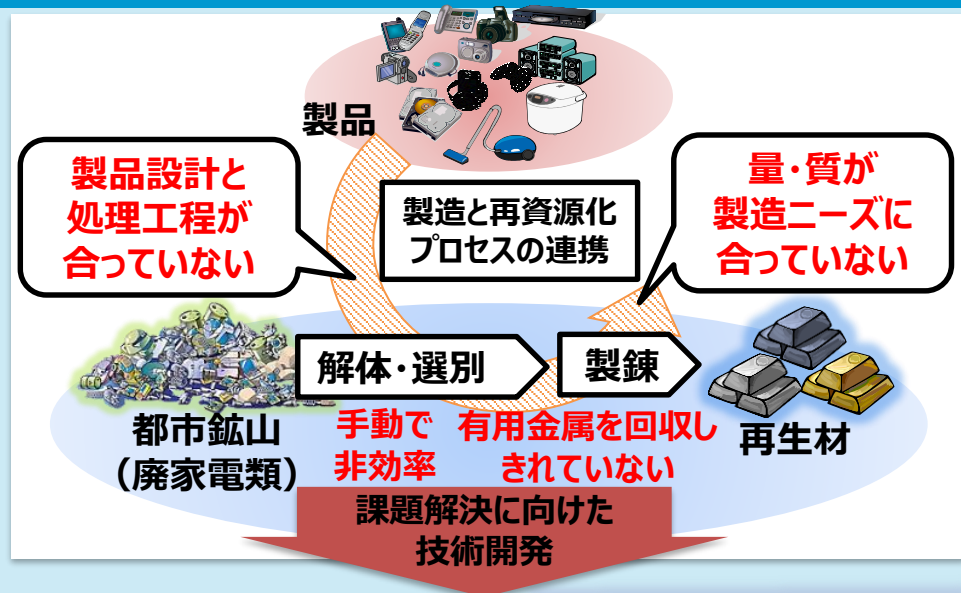 製品
製品設計と
処理工程が
合っていない
製造と再資源化
プロセスの連携
量・質が
製造ニーズに
合っていない
解体・選別
製錬
都市鉱山
(廃家電類)
手動で
非効率
有用金属を回収し
きれていない
再生材
課題解決に向けた
技術開発